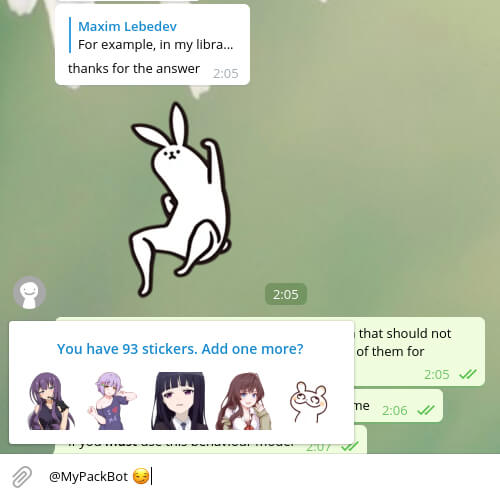 Maxim Lebedev
For example, in my libra...
thanks for the answer 2:05
2:05
that should not
You have 93 stickers. Add one more?
of them for
2:05
me 2:06
if you must use this behaviour model 2:07
@MyPackBot 😏